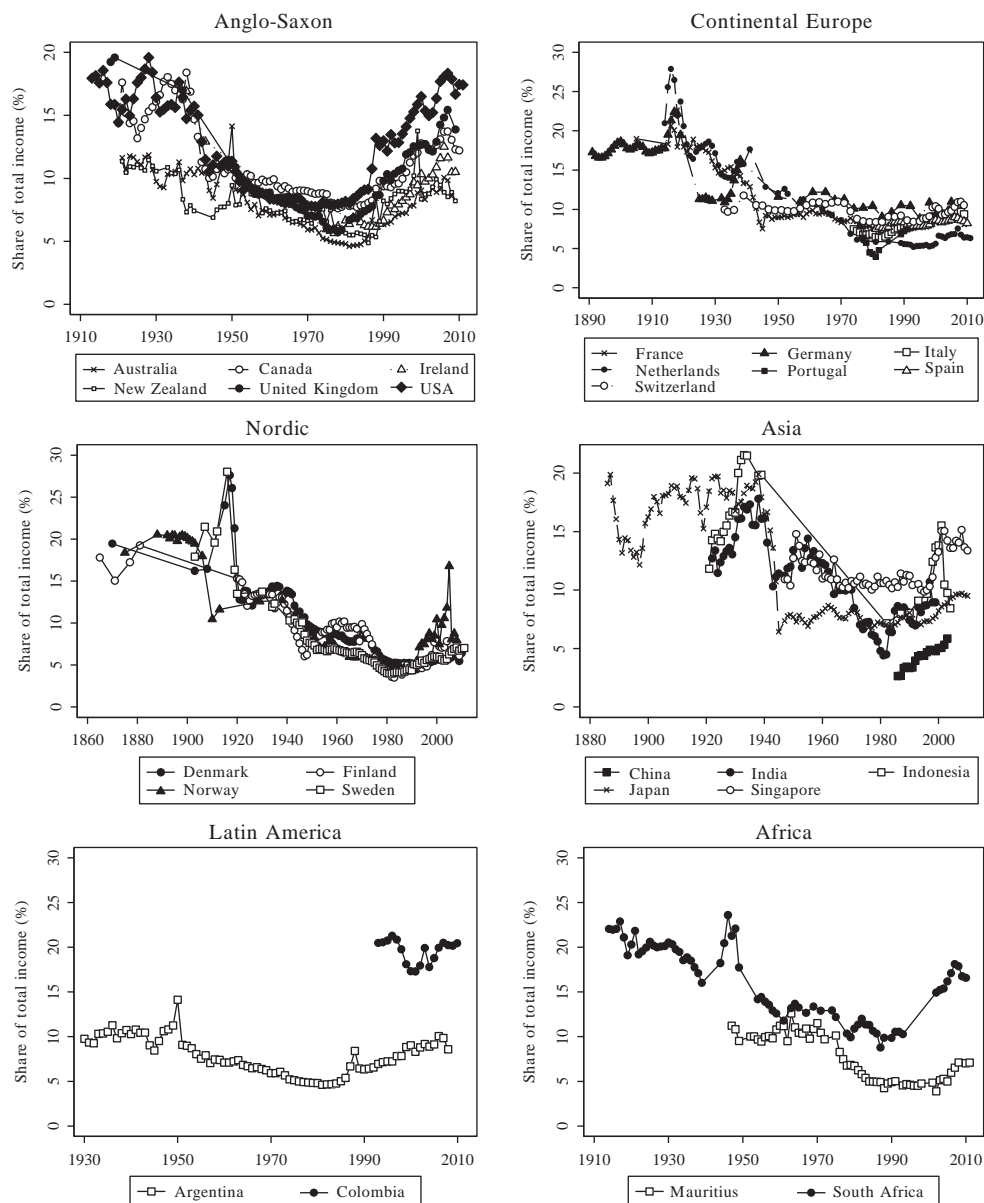 Anglo-Saxon
Share of total income (%)
0 5 10 15 20
1910 1930 1950 1970 1990 2010
Australia Canada Ireland
New Zealand United Kingdom USA
Continental Europe
Share of total income (%)
0 5 10 15 20 25 30
1890 1910 1930 1950 1970 1990 2010
France Germany Italy
Netherlands Portugal Spain
Switzerland
Nordic
Share of total income (%)
0 5 10 15 20 25 30
1860 1880 1900 1920 1940 1960 1980 2000
Denmark Finland
Norway Sweden
Asia
Share of total income (%)
0 5 10 15 20
1880 1900 1920 1940 1960 1980 2000
China India Indonesia
Japan Singapore
Latin America
Share of total income (%)
0 5 10 15 20 25 30
1930 1950 1970 1990 2010
Argentina Colombia
Africa
Share of total income (%)
0 5 10 15 20 25 30
1910 1930 1950 1970 1990 2010
Mauritius South Africa